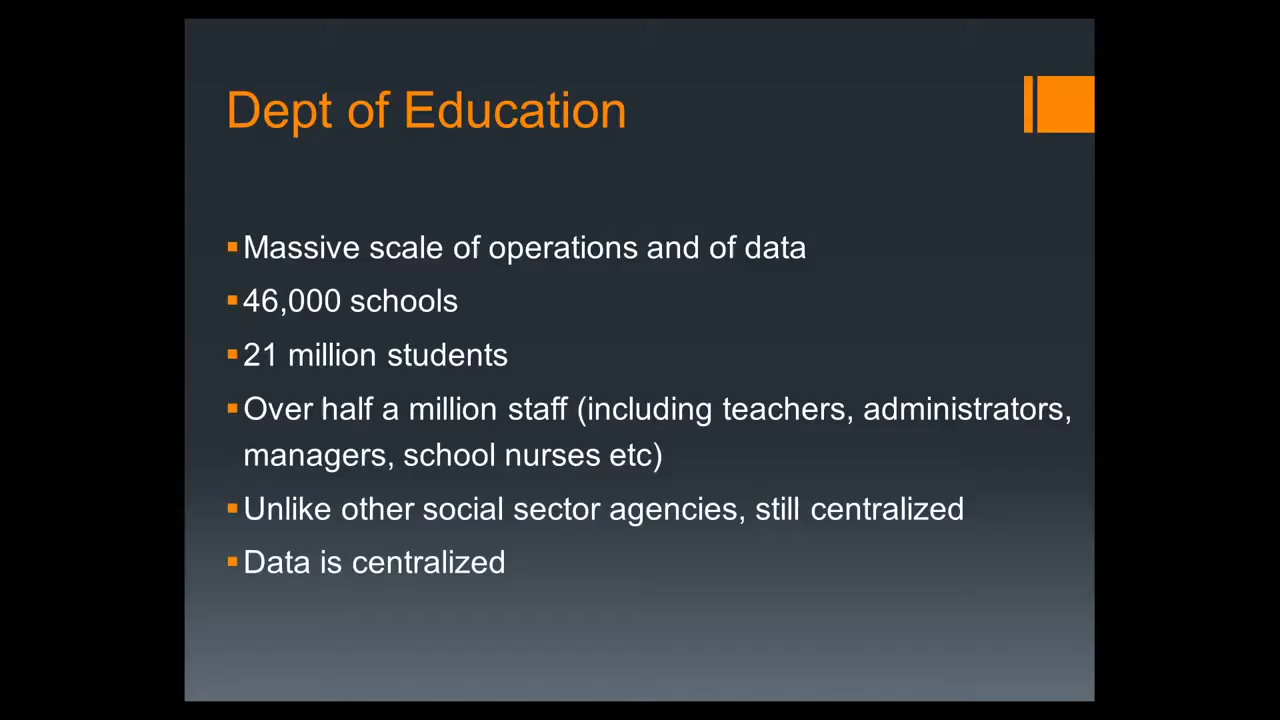 Dept of Education
▪Massive scale of operations and of data
▪46,000 schools
▪21 million students
▪Over half a million staff (including teachers, administrators,
managers, school nurses etc)
▪Unlike other social sector agencies, still centralized
▪Data is centralized